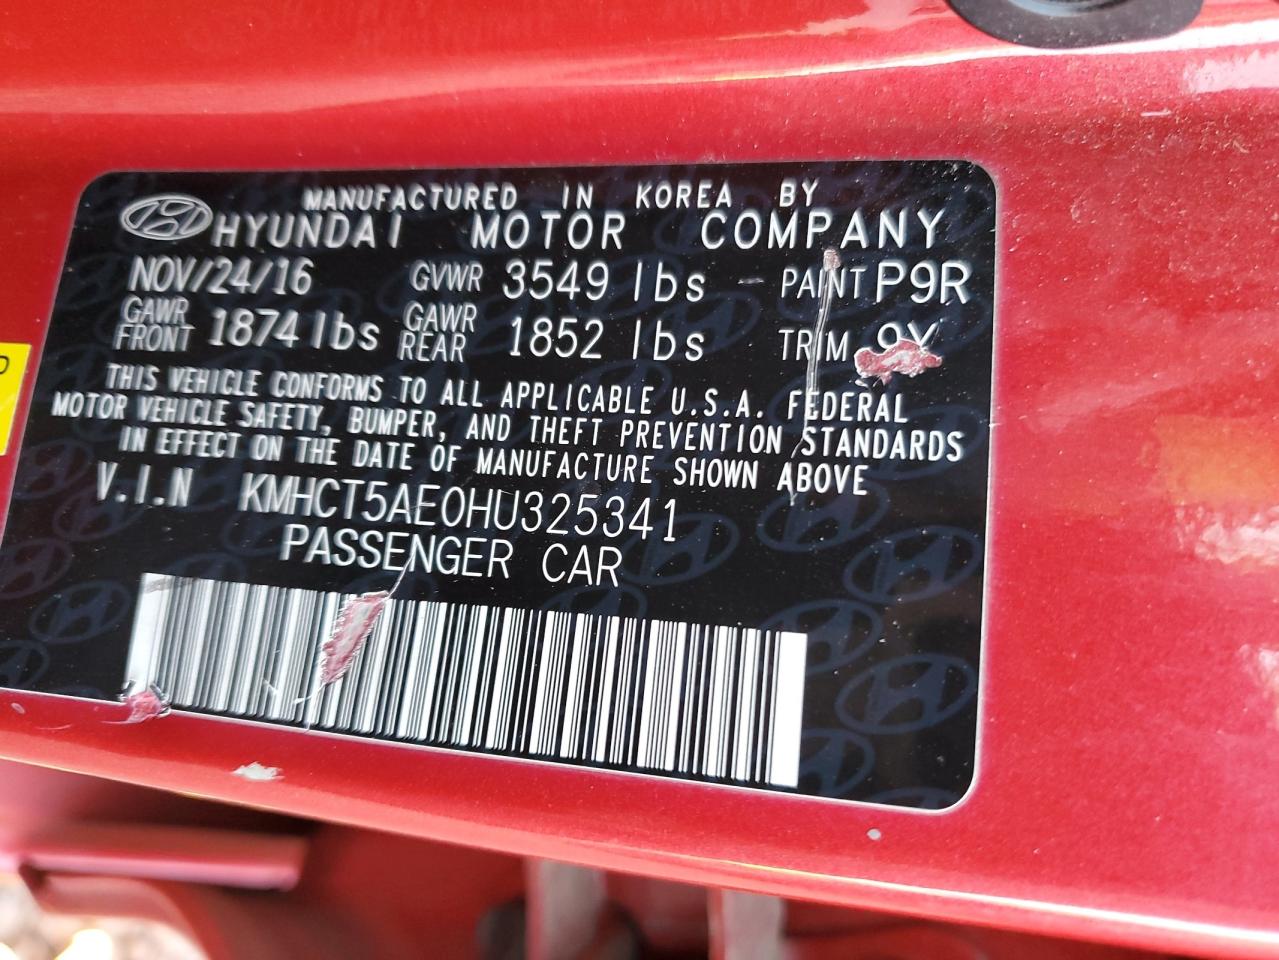 MANUFACTURED IN KOREA BY
HYUNDAI MOTOR COMPANY
NOV/24/16 GVWR 3549 lbs PAINT P9R
GAWR FRONT 1874 lbs GAWR REAR 1852 lbs TRIM
THIS VEHICLE CONFORMS TO ALL APPLICABLE U.S.A. FEDERAL
MOTOR VEHICLE SAFETY, BUMPER, AND THEFT PREVENTION STANDARDS
IN EFFECT ON THE DATE OF MANUFACTURE SHOWN ABOVE
V.I.N KMHCT5AE0HU325341
PASSENGER CAR